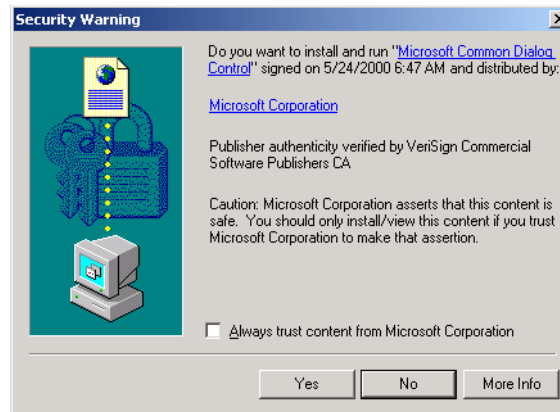 Security Warning
Do you want to install and run "Microsoft Common Dialog
Control" signed on 5/24/2000 6:47 AM and distributed by:
Microsoft Corporation
Publisher authenticity verified by VeriSign Commercial
Software Publishers CA
Caution: Microsoft Corporation asserts that this content is
safe. You should only install/view this content if you trust
Microsoft Corporation to make that assertion.
Always trust content from Microsoft Corporation
Yes
No
More Info